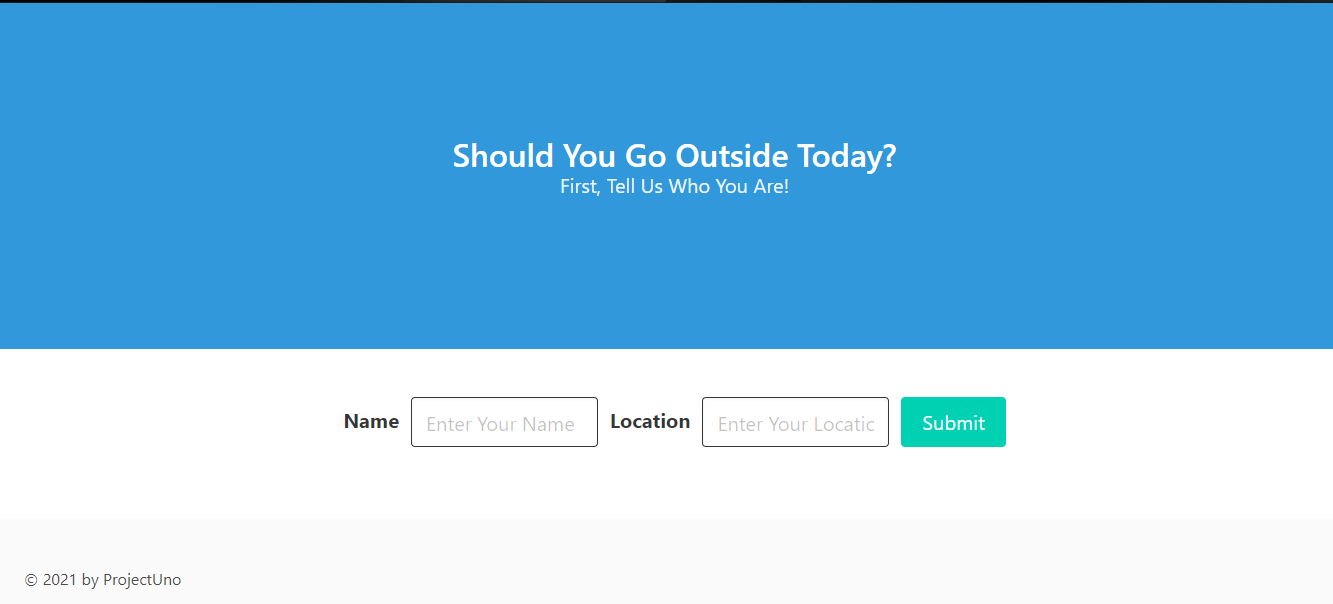 Should You Go Outside Today?
First, Tell Us Who You Are!
Name Enter Your Name Location Enter Your Locatic Submit
© 2021 by ProjectUno